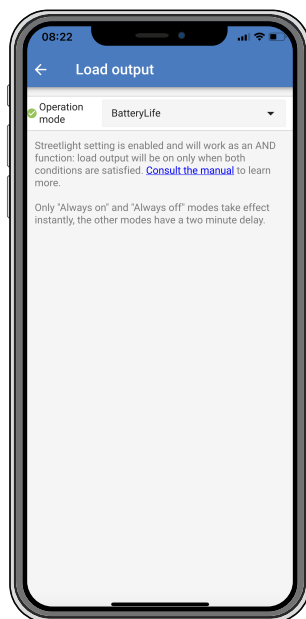 08:22
Load output
Operation
mode
BatteryLife
Streetlight setting is enabled and will work as an AND
function: load output will be on only when both
conditions are satisfied. Consult the manual to learn
more.
Only "Always on" and "Always off" modes take effect
instantly, the other modes have a two minute delay.